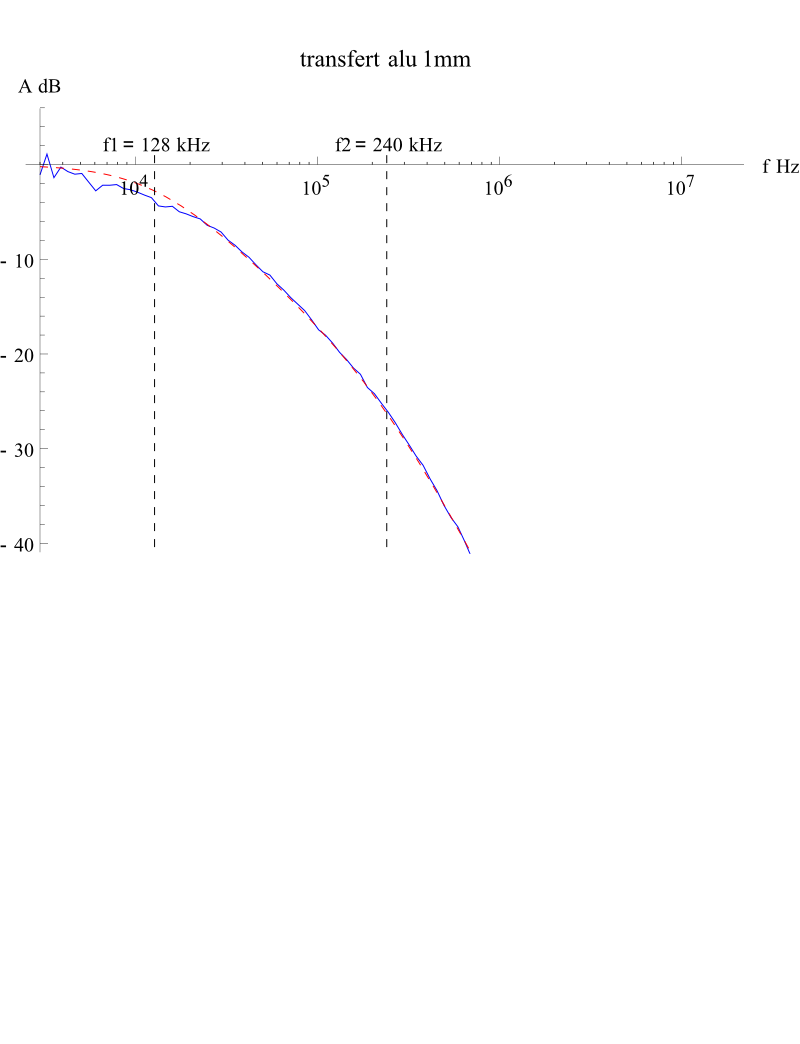 transfert alu 1mm
A dB
f1 = 128 kHz
f2 = 240 kHz
f Hz
10⁴
10⁵
10⁶
10⁷
- 10
- 20
- 30
- 40